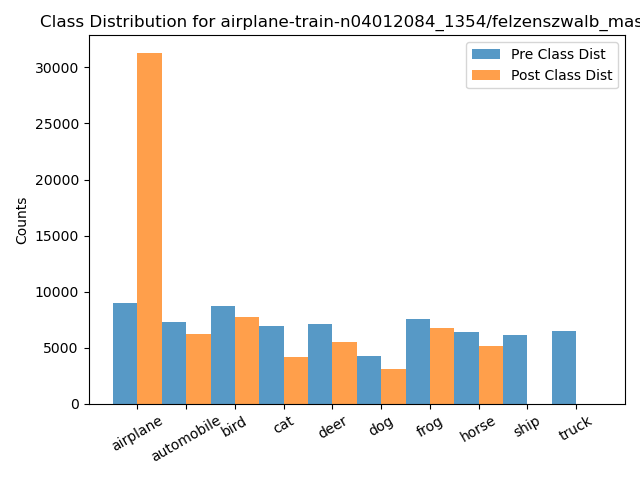 Class Distribution for airplane-train-n04012084_1354/felzenszwalb_mas
Pre Class Dist
Post Class Dist
Counts
30000
25000
20000
15000
10000
5000
0
airplane
automobile
bird
cat
deer
dog
frog
horse
ship
truck